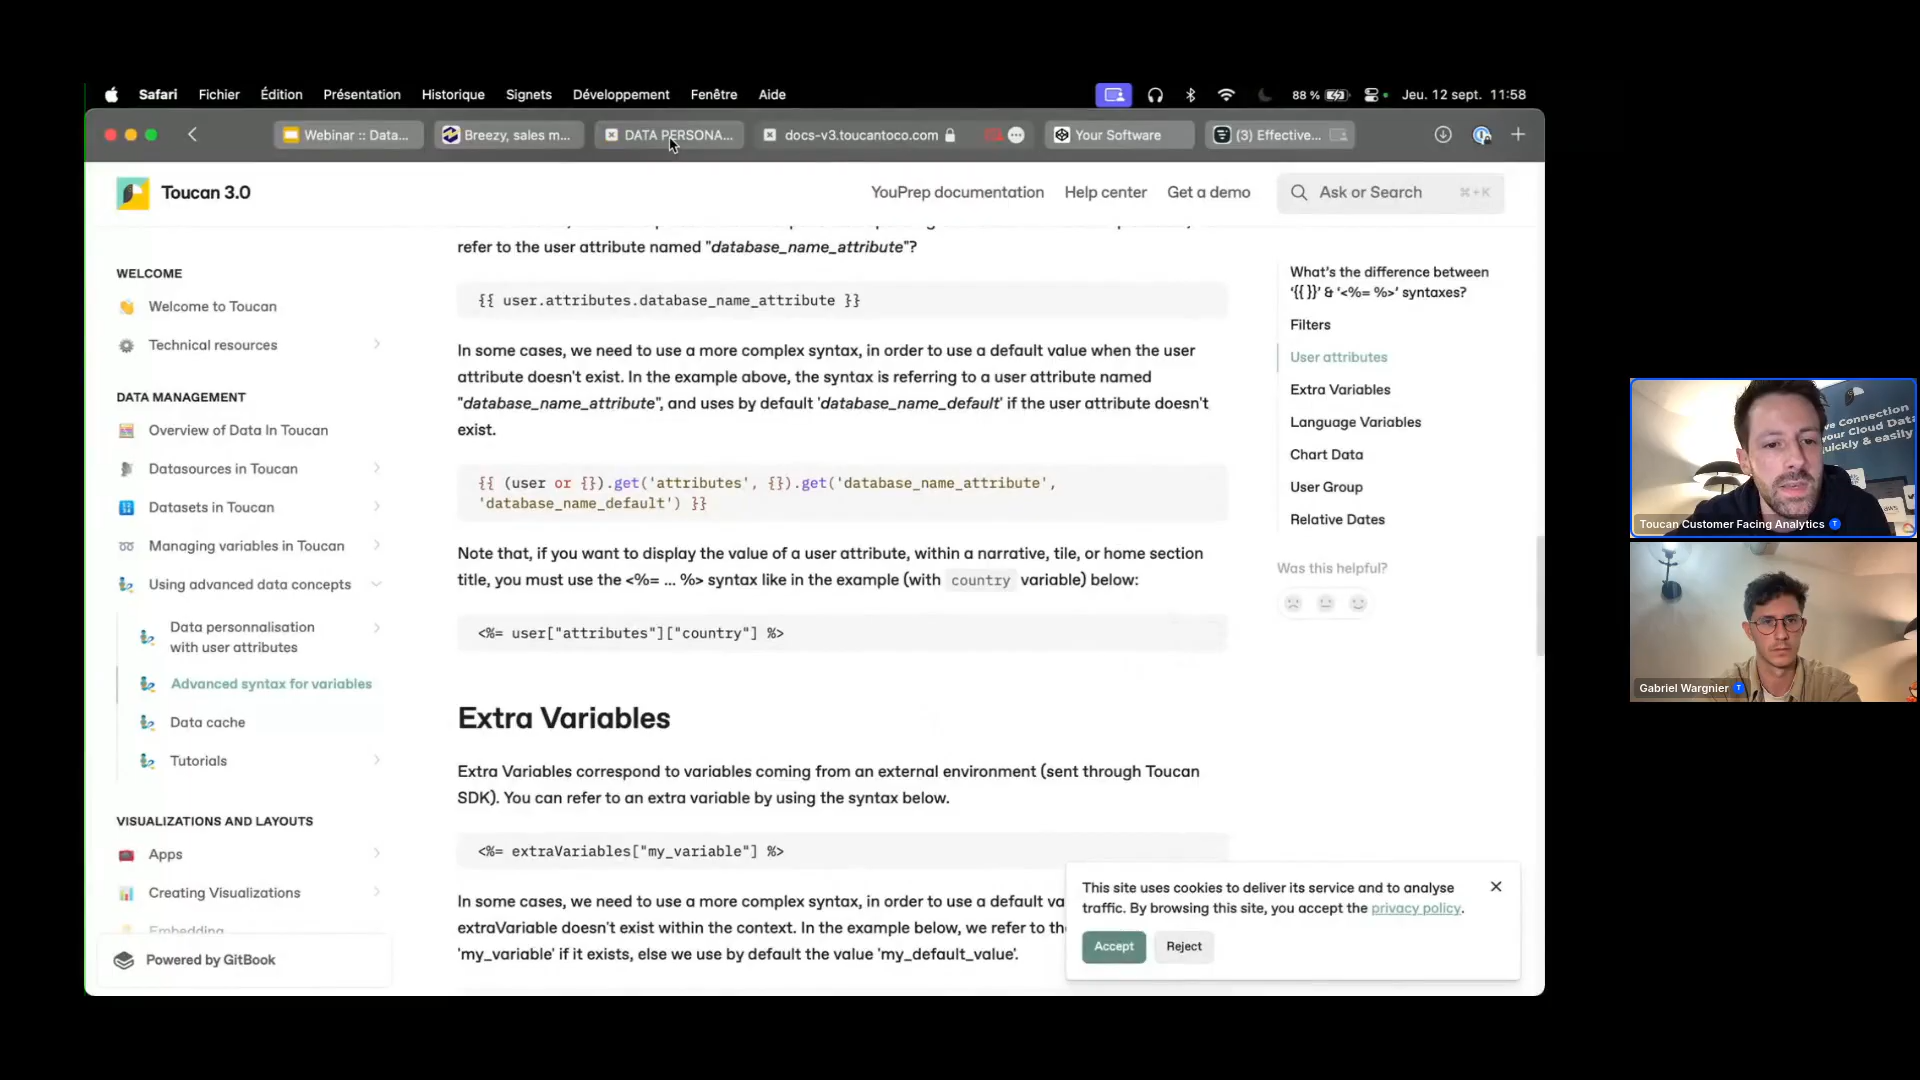 Safari Fichier Édition Présentation Historique Signets Développement Fenêtre Aide 88 % Jeu. 12 sept. 11:58
Webinar :: Data... Breezy, sales m... DATA PERSONA... docs-v3.toucantoco.com Your Software (3) Effective...
Toucan 3.0 YouPrep documentation Help center Get a demo Ask or Search ⌘+K
WELCOME
Welcome to Toucan
Technical resources
DATA MANAGEMENT
Overview of Data In Toucan
Datasources in Toucan
Datasets in Toucan
Managing variables in Toucan
Using advanced data concepts
Data personnalisation
with user attributes
Advanced syntax for variables
Data cache
Tutorials
VISUALIZATIONS AND LAYOUTS
Apps
Creating Visualizations
Embedding
Powered by GitBook
refer to the user attribute named "database_name_attribute"?
{{ user.attributes.database_name_attribute }}
In some cases, we need to use a more complex syntax, in order to use a default value when the user
attribute doesn't exist. In the example above, the syntax is referring to a user attribute named
"database_name_attribute", and uses by default 'database_name_default' if the user attribute doesn't
exist.
{{ (user or {}).get('attributes', {}).get('database_name_attribute',
'database_name_default') }}
Note that, if you want to display the value of a user attribute, within a narrative, tile, or home section
title, you must use the <%= ... %> syntax like in the example (with country variable) below:
<%= user["attributes"]["country"] %>
Extra Variables
Extra Variables correspond to variables coming from an external environment (sent through Toucan
SDK). You can refer to an extra variable by using the syntax below.
<%= extraVariables["my_variable"] %>
In some cases, we need to use a more complex syntax, in order to use a default va
extraVariable doesn't exist within the context. In the example below, we refer to th
'my_variable' if it exists, else we use by default the value 'my_default_value'.
What's the difference between
'{{ }}' & '<%= %>' syntaxes?
Filters
User attributes
Extra Variables
Language Variables
Chart Data
User Group
Relative Dates
Was this helpful?
This site uses cookies to deliver its service and to analyse
traffic. By browsing this site, you accept the privacy policy.
Accept Reject
ve Connection
your Cloud Data
quickly & easily
Toucan Customer Facing Analytics
Gabriel Wargnier